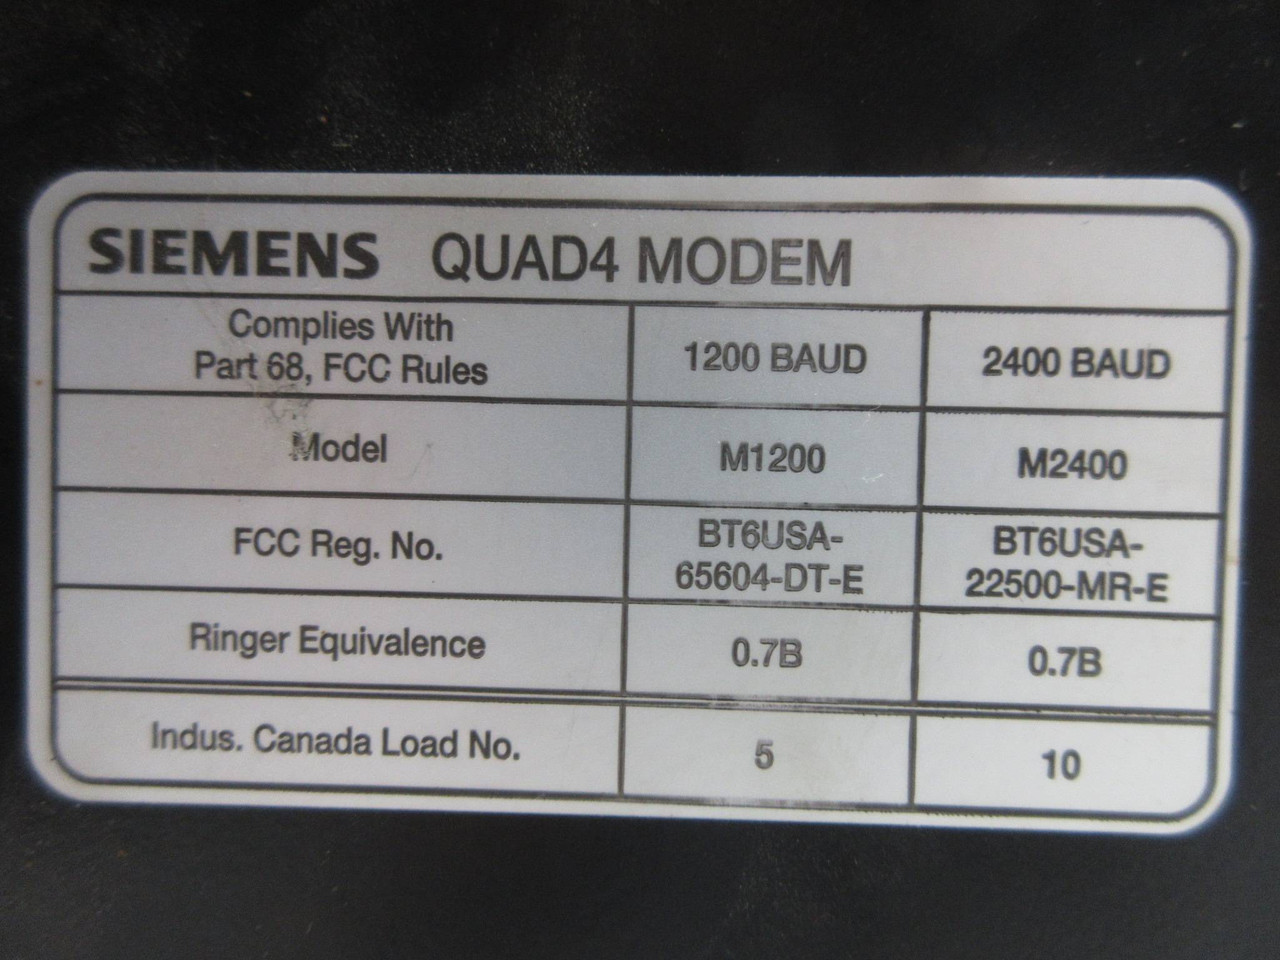 SIEMENS QUAD4 MODEM
Complies With
Part 68, FCC Rules
1200 BAUD
2400 BAUD
Model
M1200
M2400
FCC Reg. No.
BT6USA-
65604-DT-E
BT6USA-
22500-MR-E
Ringer Equivalence
0.7B
0.7B
Indus. Canada Load No.
5
10